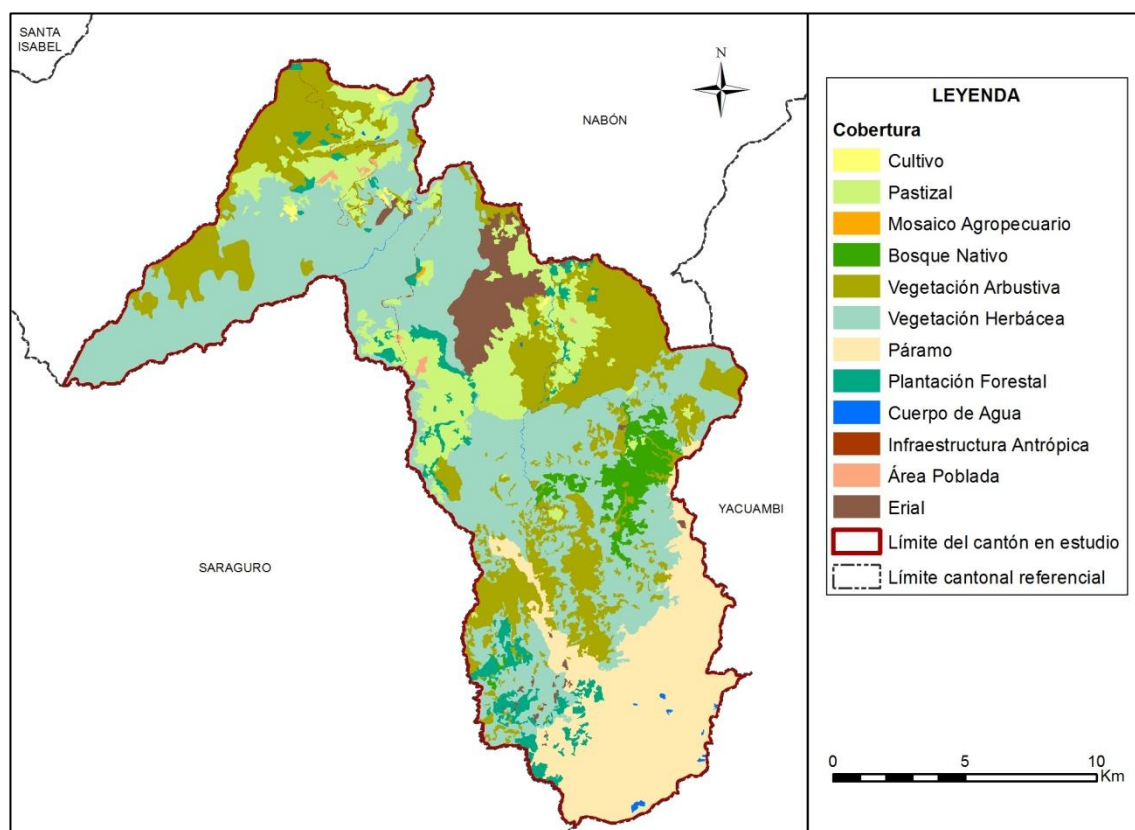 SANTA
ISABEL
N
NABÓN
YACUAMBI
SARAGURO
LEYENDA
Cobertura
Cultivo
Pastizal
Mosaico Agropecuario
Bosque Nativo
Vegetación Arbustiva
Vegetación Herbácea
Páramo
Plantación Forestal
Cuerpo de Agua
Infraestructura Antrópica
Área Poblada
Erial
Límite del cantón en estudio
Límite cantonal referencial
0 5 10
Km